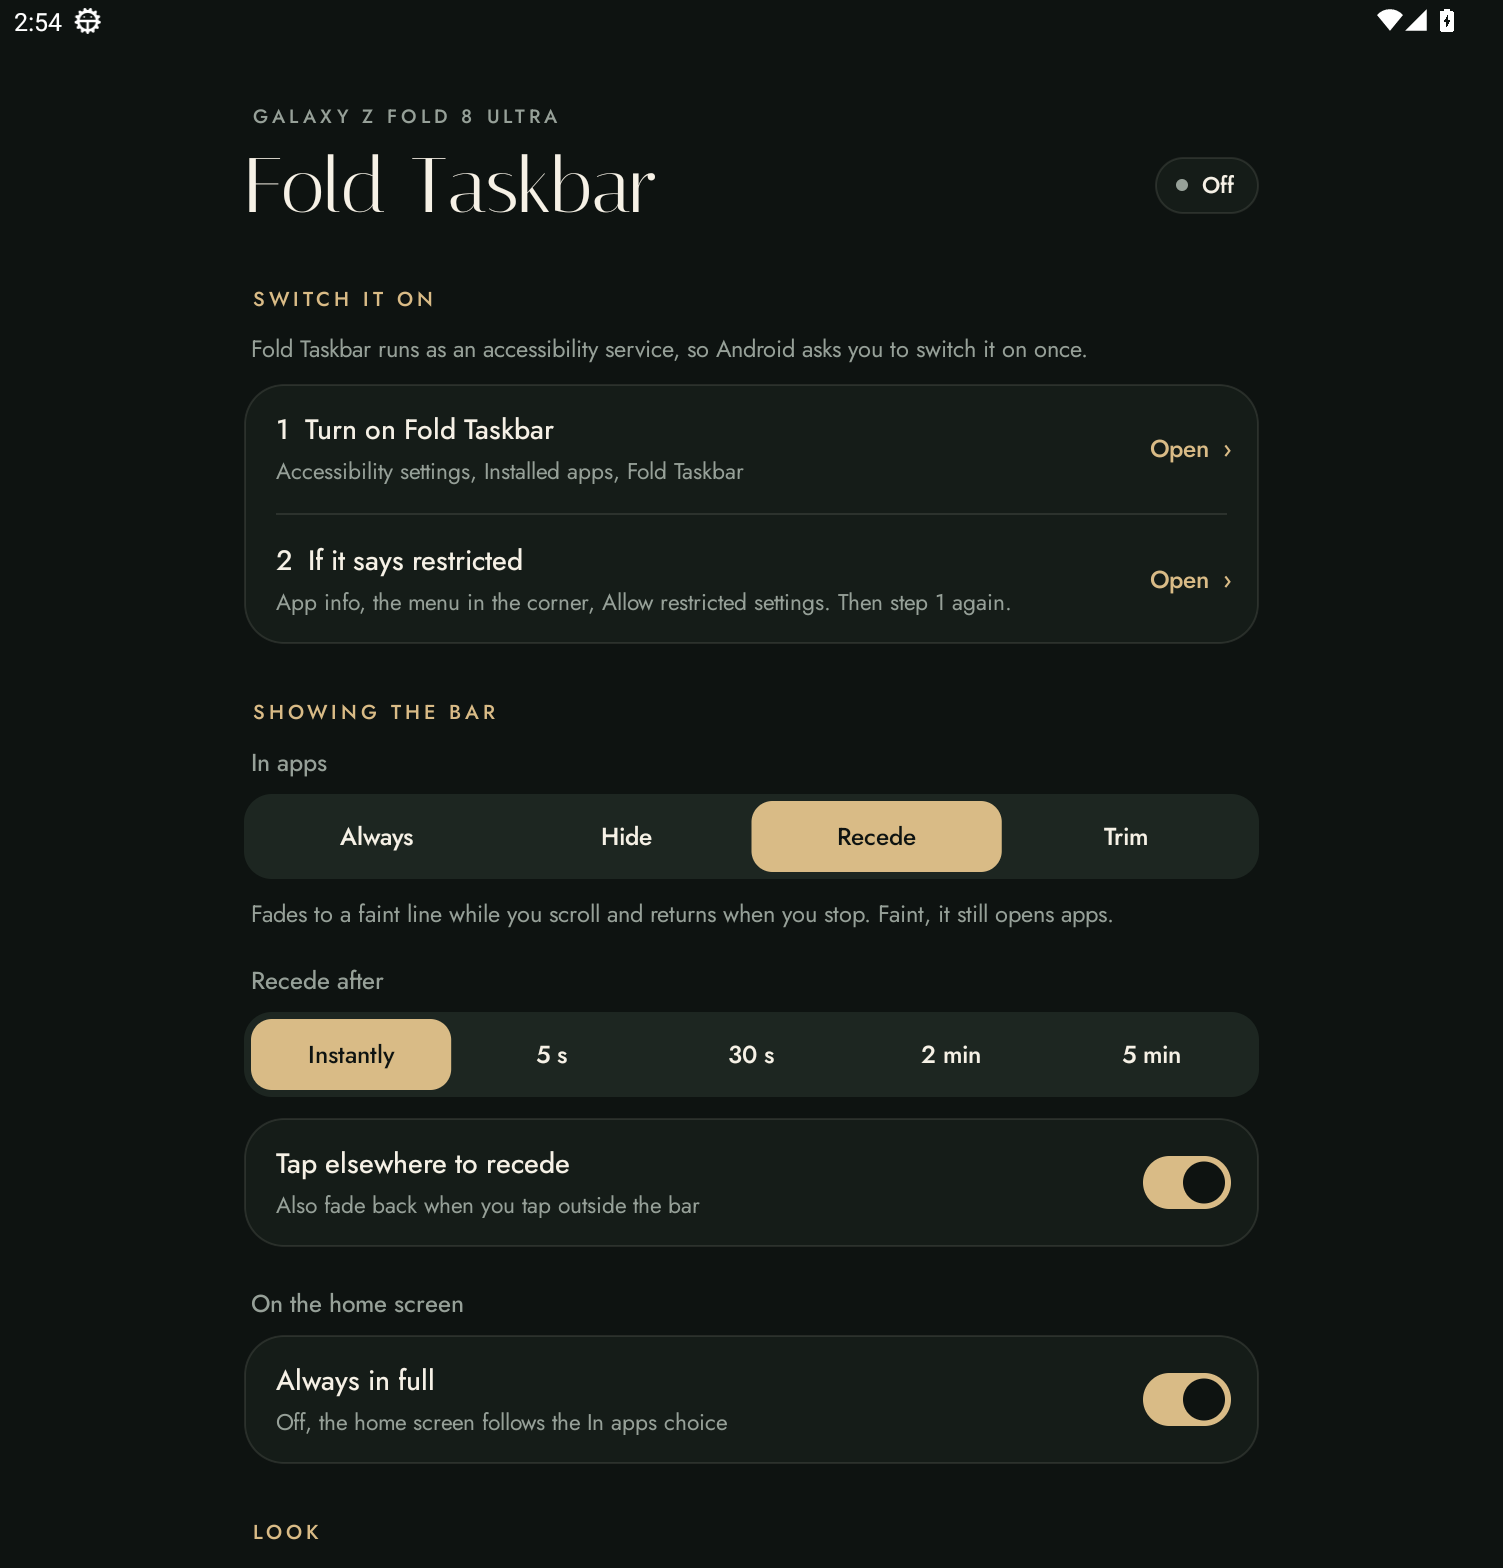 2:54
GALAXY Z FOLD 8 ULTRA
Fold Taskbar
Off
SWITCH IT ON
Fold Taskbar runs as an accessibility service, so Android asks you to switch it on once.
1 Turn on Fold Taskbar
Accessibility settings, Installed apps, Fold Taskbar
Open ›
2 If it says restricted
App info, the menu in the corner, Allow restricted settings. Then step 1 again.
Open ›
SHOWING THE BAR
In apps
Always Hide Recede Trim
Fades to a faint line while you scroll and returns when you stop. Faint, it still opens apps.
Recede after
Instantly 5 s 30 s 2 min 5 min
Tap elsewhere to recede
Also fade back when you tap outside the bar
On the home screen
Always in full
Off, the home screen follows the In apps choice
LOOK